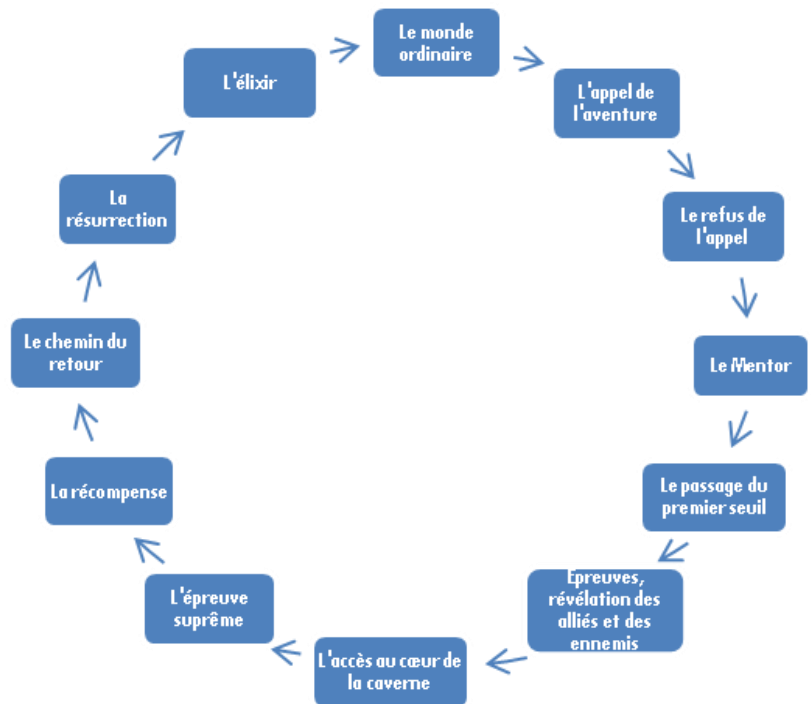 Le monde
ordinaire
L'appel de
l'aventure
Le refus de
l'appel
Le Mentor
Le passage du
premier seuil
Epreuves,
révélation des
alliés et des
ennemis
L'accès au cœur de
la caverne
L'épreuve
suprême
La récompense
Le chemin du
retour
La
résurrection
L'élixir